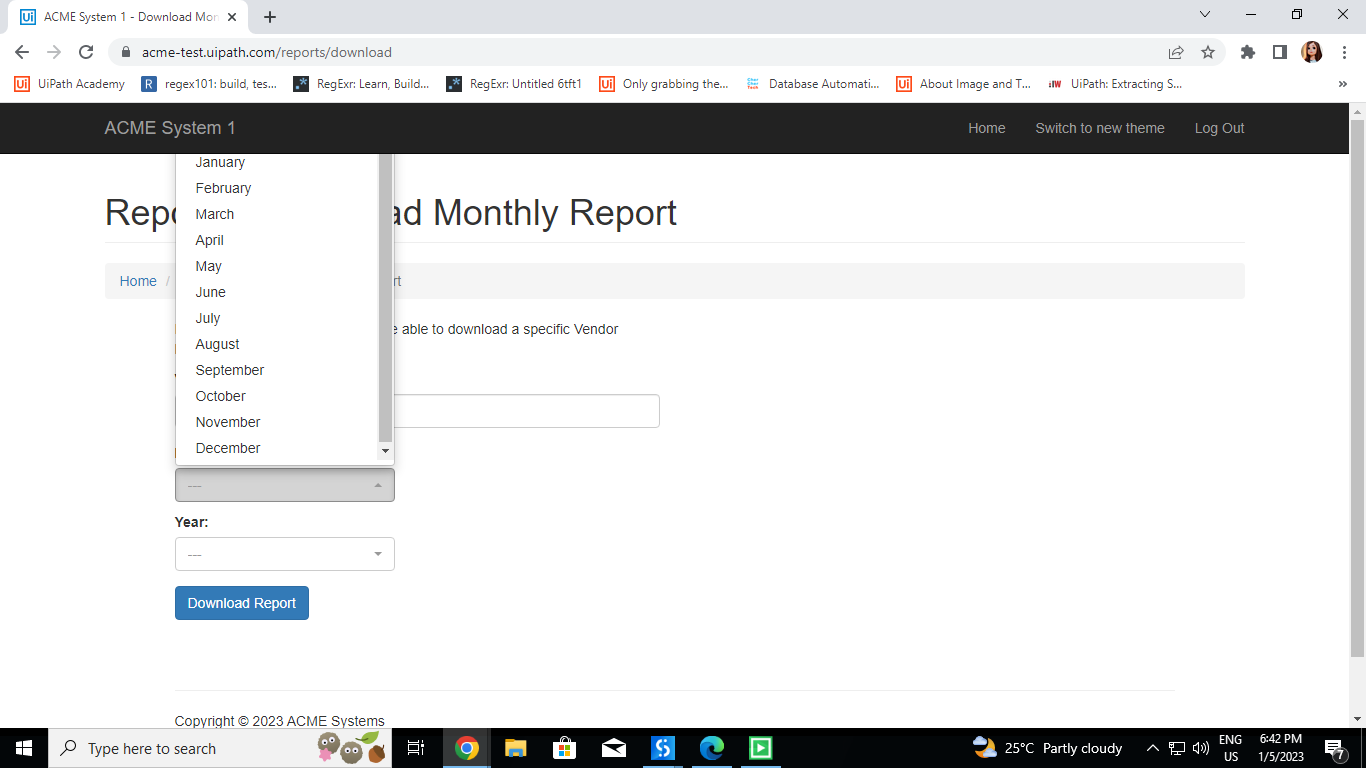 ACME System 1 - Download Mon
acme-test.uipath.com/reports/download
UiPath Academy regex101: build, tes... RegExr: Learn, Build... RegExr: Untitled 6tft1 Only grabbing the... Database Automati... About Image and T... UiPath: Extracting S... »
ACME System 1 Home Switch to new theme Log Out
January
February
March
April
May
June
July
August
September
October
November
December
Repo ad Monthly Report
Home / rt
e able to download a specific Vendor
---
Year:
---
Download Report
Copyright © 2023 ACME Systems
Type here to search
25°C Partly cloudy
ENG
US
6:42 PM
1/5/2023
7